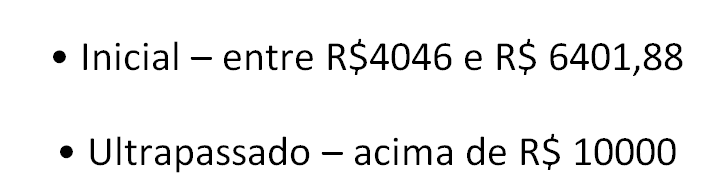 • Inicial – entre R$4046 e R$ 6401,88
• Ultrapassado – acima de R$ 10000